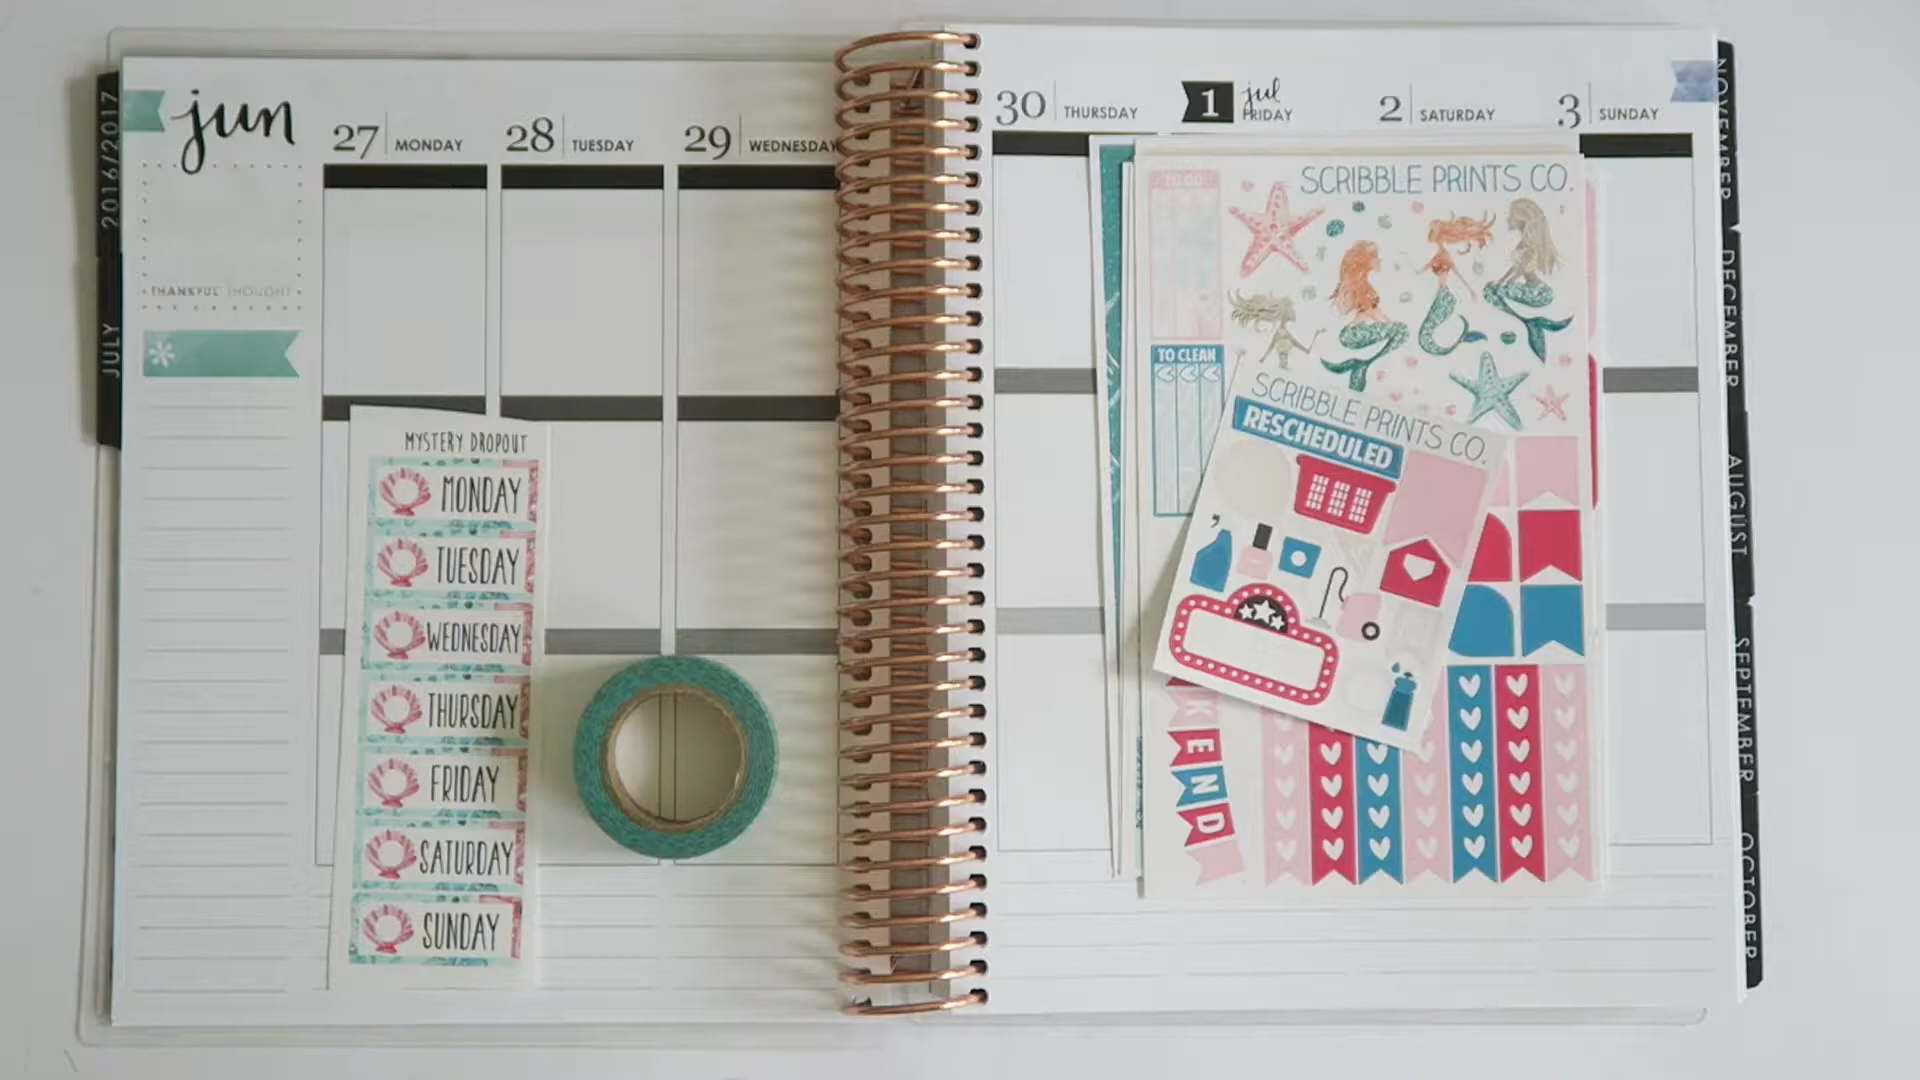 jun
27 MONDAY
28 TUESDAY
29 WEDNESDAY
30 THURSDAY
1 jul FRIDAY
2 SATURDAY
3 SUNDAY
2016/2017
JULY
THANKFUL THOUGHT
MYSTERY DROPOUT
MONDAY
TUESDAY
WEDNESDAY
THURSDAY
FRIDAY
SATURDAY
SUNDAY
TO DO
SCRIBBLE PRINTS CO.
TO CLEAN
SCRIBBLE PRINTS CO.
RESCHEDULED
KEND
NOVEMBER
DECEMBER
AUGUST
SEPTEMBER
OCTOBER